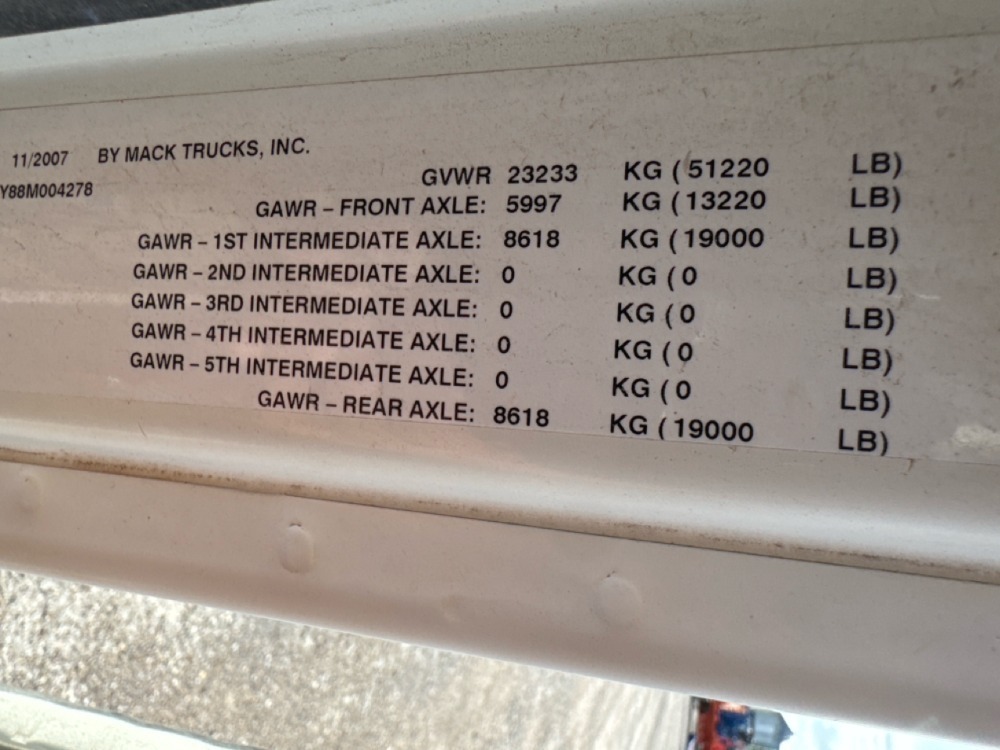 11/2007 BY MACK TRUCKS, INC.
Y88M004278
GVWR 23233 KG (51220 LB)
GAWR – FRONT AXLE: 5997 KG (13220 LB)
GAWR – 1ST INTERMEDIATE AXLE: 8618 KG (19000 LB)
GAWR – 2ND INTERMEDIATE AXLE: 0 KG (0 LB)
GAWR – 3RD INTERMEDIATE AXLE: 0 KG (0 LB)
GAWR – 4TH INTERMEDIATE AXLE: 0 KG (0 LB)
GAWR – 5TH INTERMEDIATE AXLE: 0 KG (0 LB)
GAWR – REAR AXLE: 8618 KG (19000 LB)